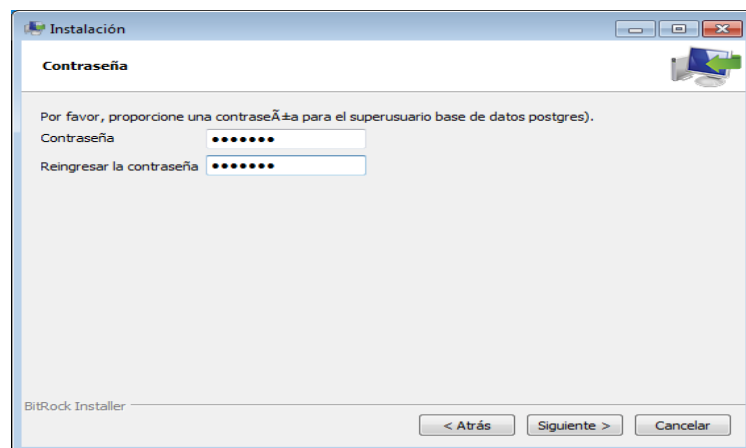 Instalación
Contraseña
Por favor, proporcione una contraseÃ±a para el superusuario base de datos postgres).
Contraseña •••••••
Reingresar la contraseña •••••••
BitRock Installer
< Atrás Siguiente > Cancelar